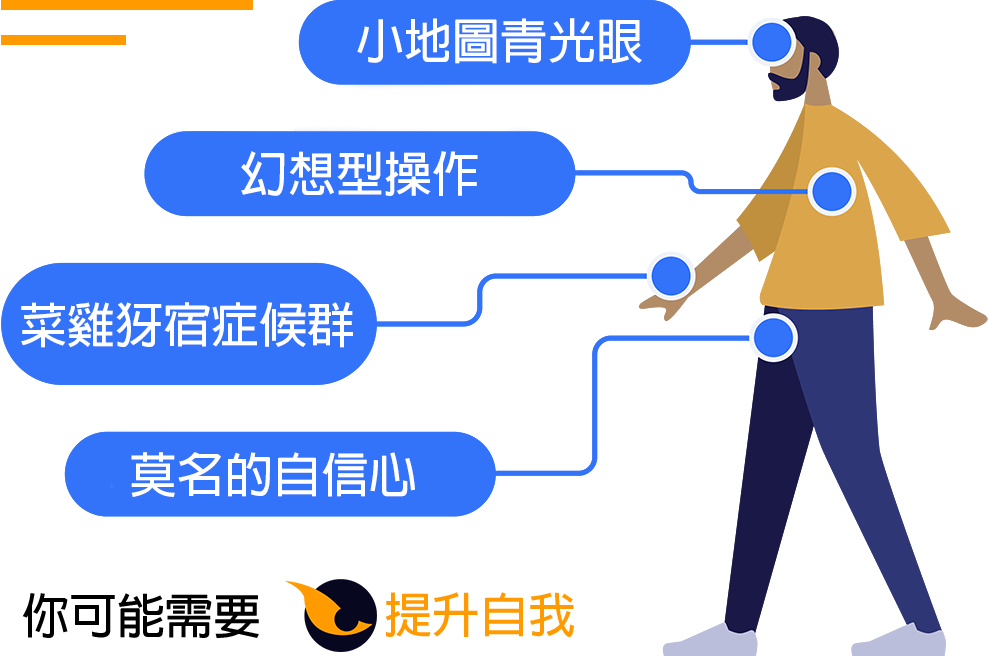 小地圖青光眼
幻想型操作
菜雞犽宿症候群
莫名的自信心
你可能需要 提升自我